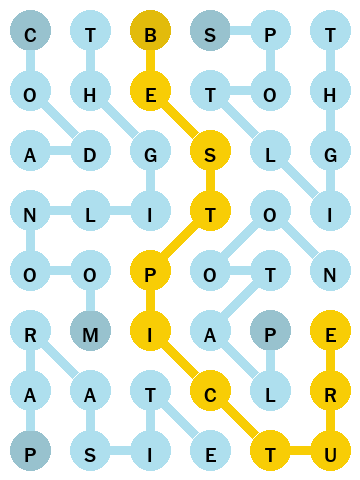 C T B S P T
O H E T O H
A D G S L G
N L I T O I
O O P O T N
R M I A P E
A A T C L R
P S I E T U